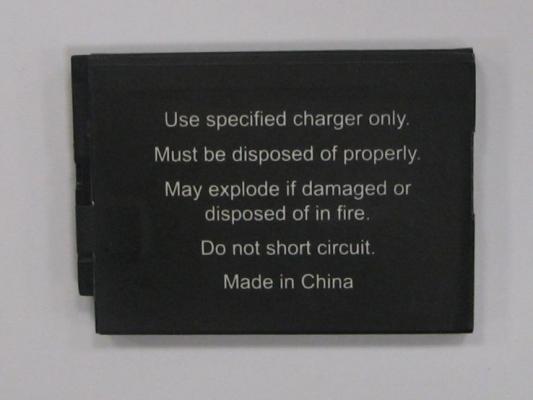 Use specified charger only.
Must be disposed of properly.
May explode if damaged or
disposed of in fire.
Do not short circuit.
Made in China